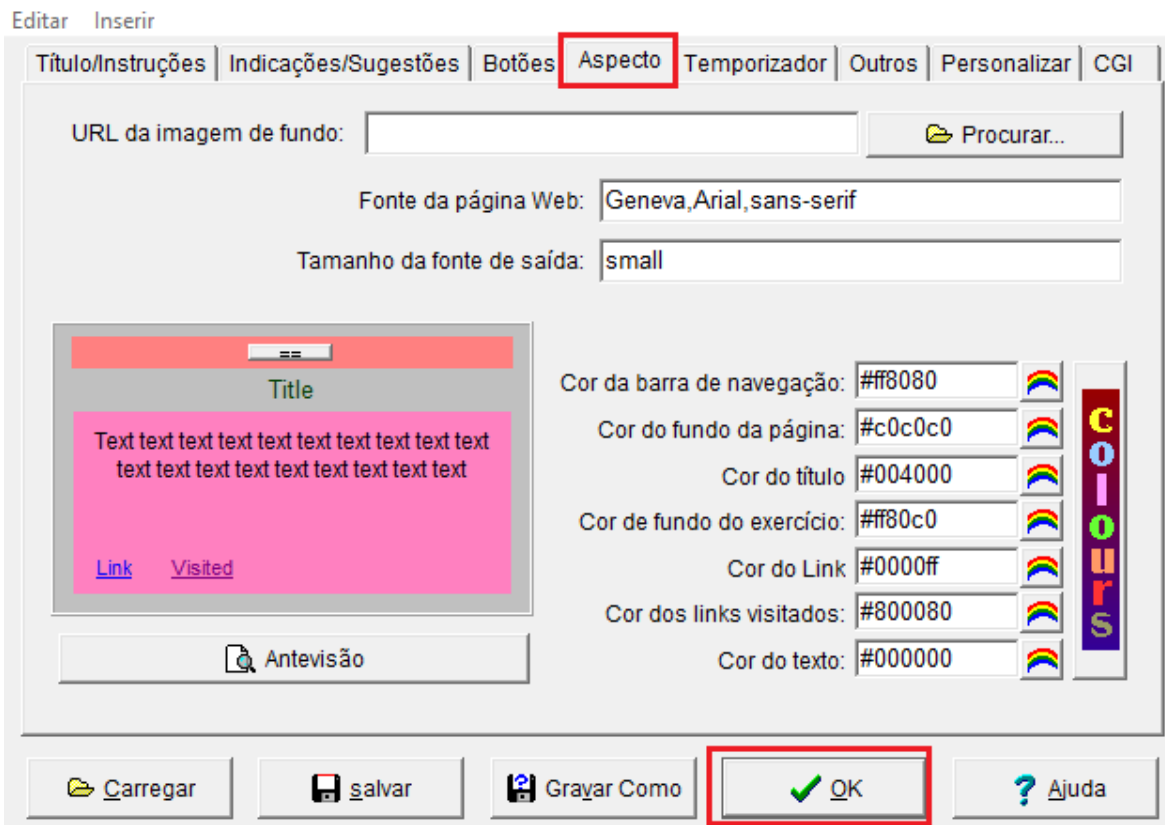 Editar Inserir
Título/Instruções Indicações/Sugestões Botões Aspecto Temporizador Outros Personalizar CGI
URL da imagem de fundo: Procurar...
Fonte da página Web: Geneva,Arial,sans-serif
Tamanho da fonte de saída: small
==
Title
Text text text text text text text text text text
text text text text text text text text text
Link Visited
Antevisão
Cor da barra de navegação: #ff8080
Cor do fundo da página: #c0c0c0
Cor do título #004000
Cor de fundo do exercício: #ff80c0
Cor do Link #0000ff
Cor dos links visitados: #800080
Cor do texto: #000000
Colours
Carregar salvar Gravar Como OK Ajuda